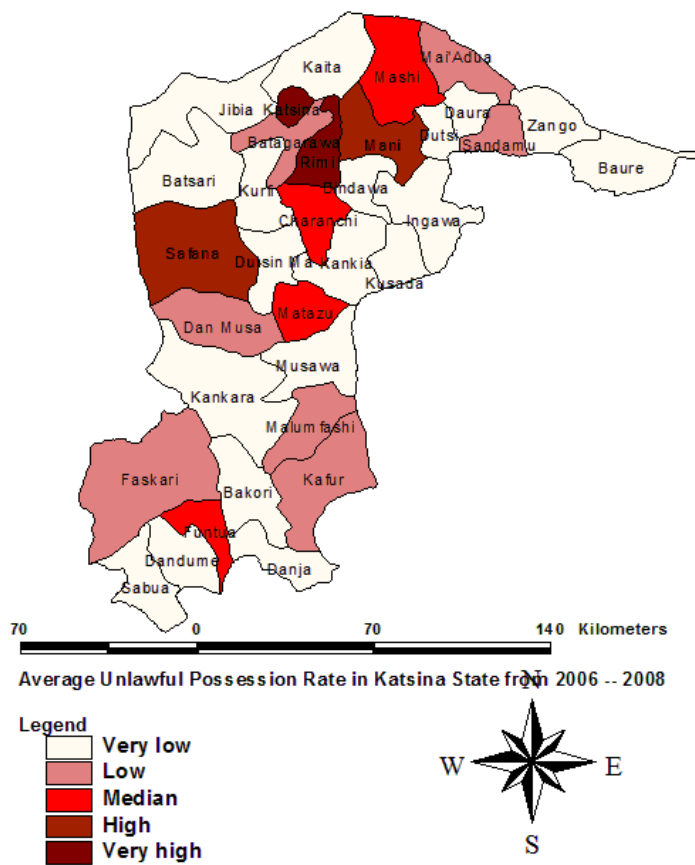 Kaita
Mashi
Mai'Adua
Jibia
Katsina
Daura
Zango
Batagarawa
Mani
Dutsi
Sandamu
Rimi
Baure
Batsari
Kurfi
Bindawa
Charanchi
Ingawa
Safana
Dutsin Ma
Kankia
Kusada
Matazu
Dan Musa
Musawa
Kankara
Malumfashi
Faskari
Kafur
Bakori
Funtua
Dandume
Danja
Sabua
70 0 70 140 Kilometers
Average Unlawful Possession Rate in Katsina State from 2006 -- 2008
N
Legend
Very low
Low
Median
High
Very high
W E
S